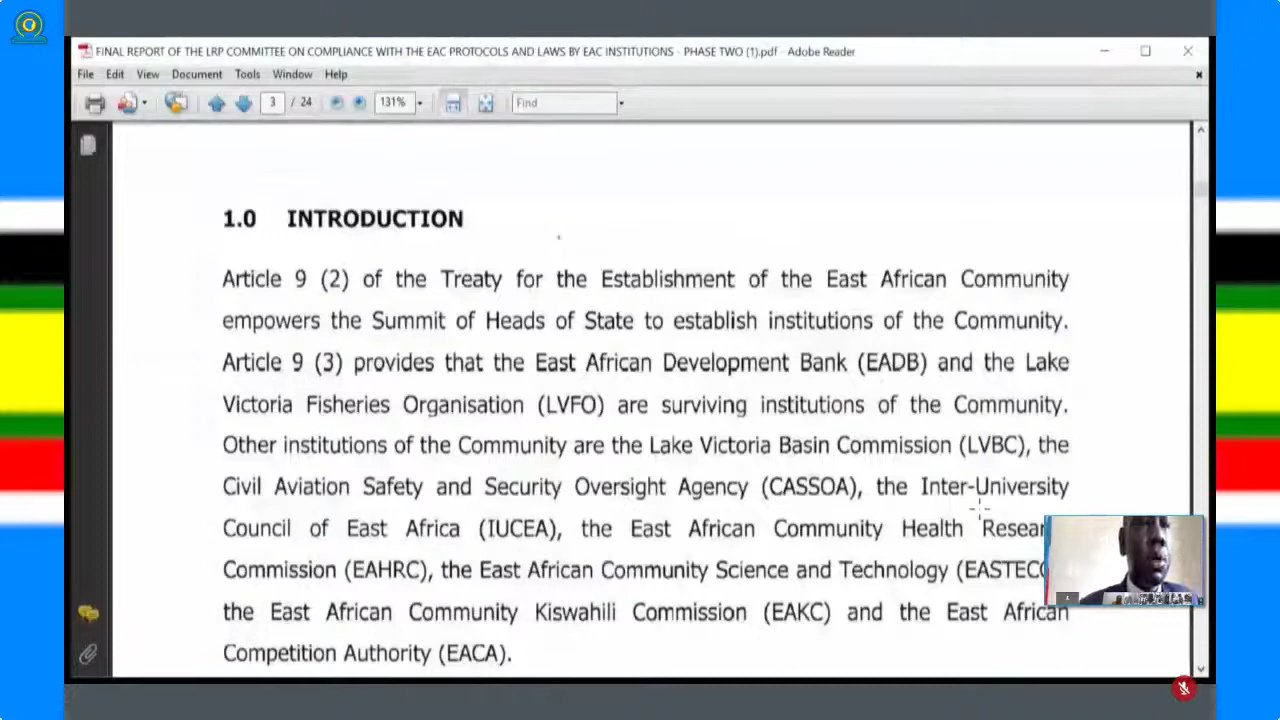 FINAL REPORT OF THE LRP COMMITTEE ON COMPLIANCE WITH THE EAC PROTOCOLS AND LAWS BY EAC INSTITUTIONS - PHASE TWO (1).pdf - Adobe Reader
File Edit View Document Tools Window Help
3 / 24 131% Find
1.0 INTRODUCTION
Article 9 (2) of the Treaty for the Establishment of the East African Community
empowers the Summit of Heads of State to establish institutions of the Community.
Article 9 (3) provides that the East African Development Bank (EADB) and the Lake
Victoria Fisheries Organisation (LVFO) are surviving institutions of the Community.
Other institutions of the Community are the Lake Victoria Basin Commission (LVBC), the
Civil Aviation Safety and Security Oversight Agency (CASSOA), the Inter-University
Council of East Africa (IUCEA), the East African Community Health
Commission (EAHRC), the East African Community Science and Technology
the East African Community Kiswahili Commission (EAKC) and the East African
Competition Authority (EACA).